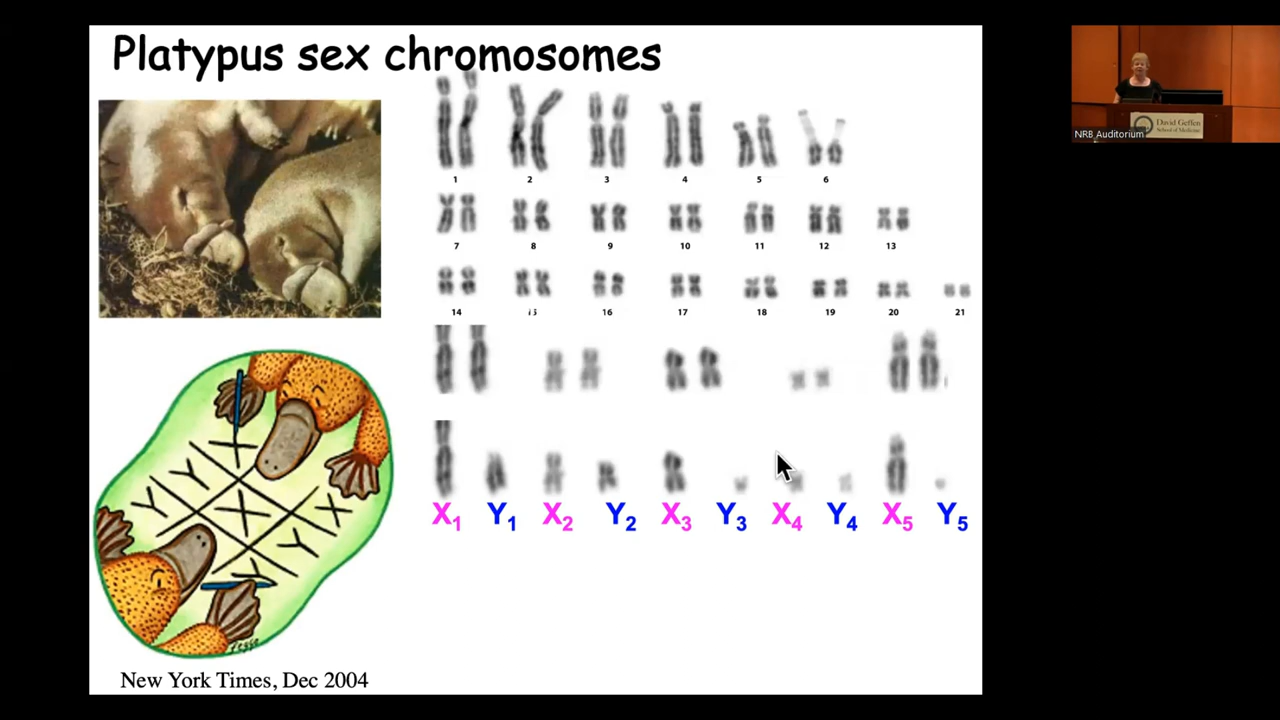 Platypus sex chromosomes
1 2 3 4 5 6
7 8 9 10 11 12 13
14 15 16 17 18 19 20 21
X1 Y1 X2 Y2 X3 Y3 X4 Y4 X5 Y5
X
Y X
Y X X
Y Y
New York Times, Dec 2004
David Geffen
School of Medicine
NRB_Auditorium